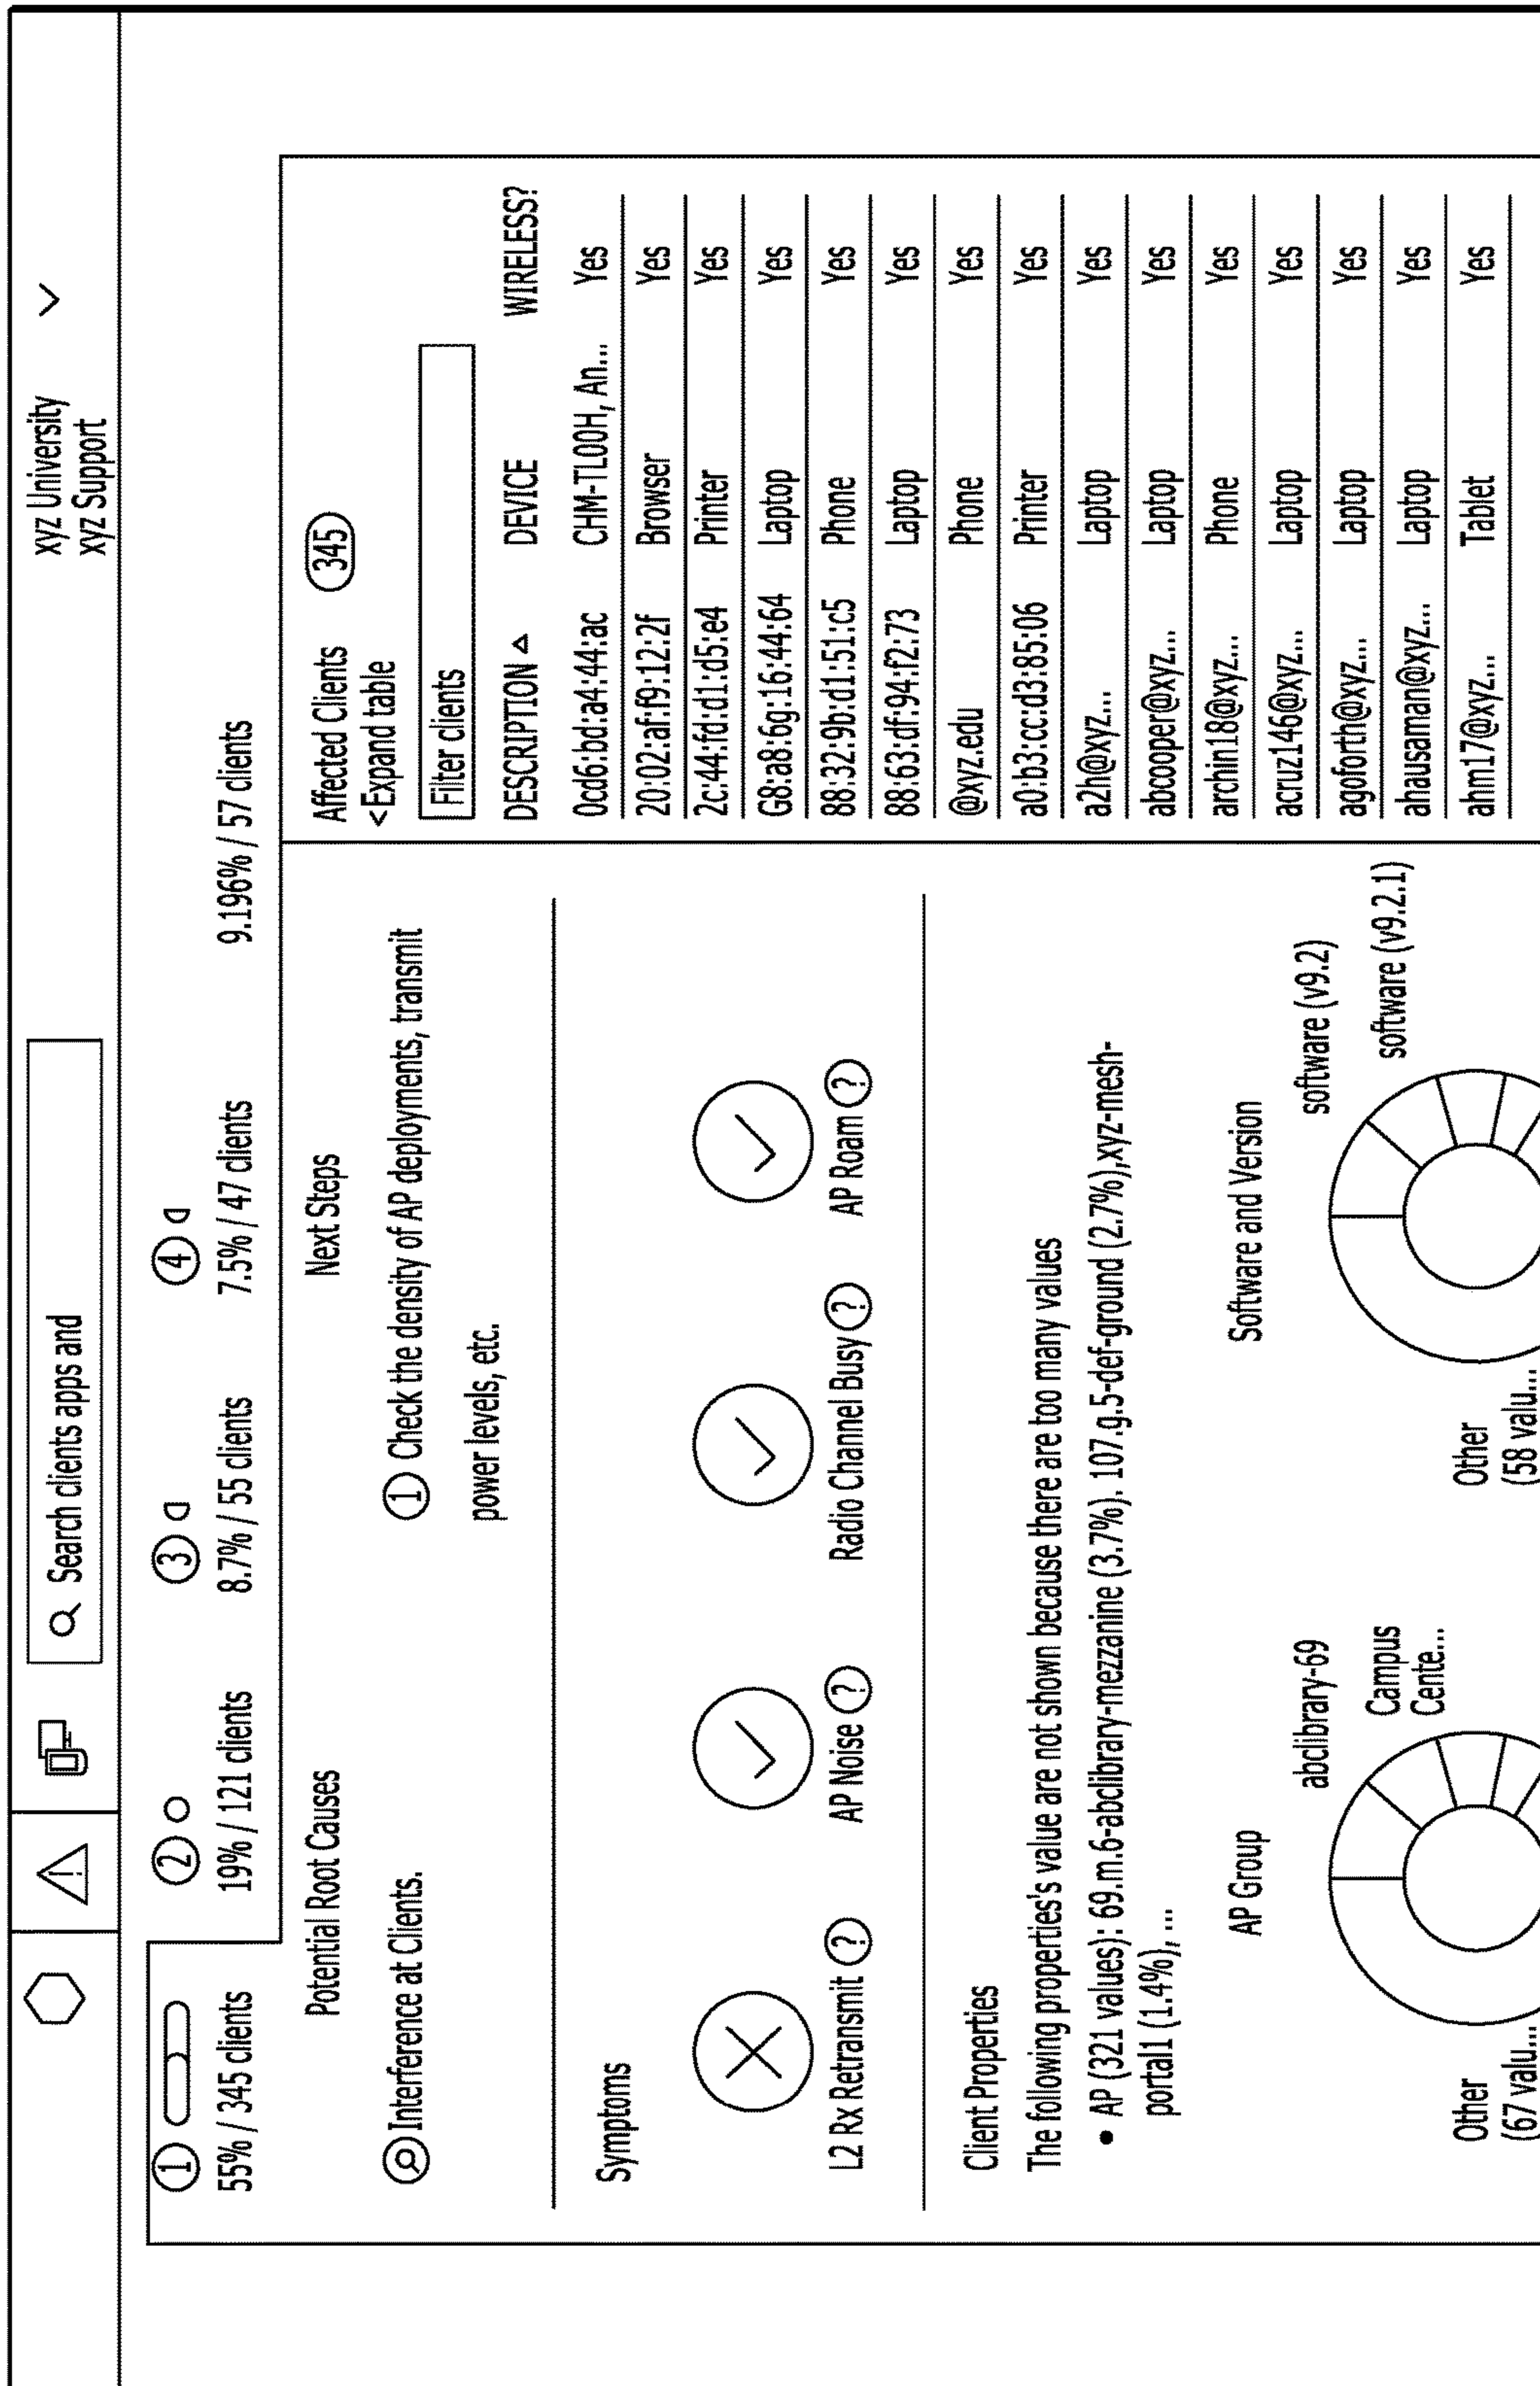 Search clients apps and
xyz University
xyz Support
1
2
3
4
55% / 345 clients
19% / 121 clients
8.7% / 55 clients
7.5% / 47 clients
9.196% / 57 clients
Potential Root Causes
Interference at Clients.
Next Steps
1 Check the density of AP deployments, transmit
power levels, etc.
Symptoms
L2 Rx Retransmit ?
AP Noise ?
Radio Channel Busy ?
AP Roam ?
Client Properties
The following properties's value are not shown because there are too many values
• AP (321 values): 69.m.6-abclibrary-mezzanine (3.7%). 107.g.5-def-ground (2.7%),xyz-mesh-
portal1 (1.4%), ...
AP Group
abclibrary-69
Campus
Cente...
Other
(67 valu...
Software and Version
software (v9.2)
software (v9.2.1)
Other
(58 valu...
Affected Clients 345
<Expand table
Filter clients
DESCRIPTION DEVICE WIRELESS?
0cd6:bd:a4:44:ac CHM-TL00H, An... Yes
20:02:af:f9:12:2f Browser Yes
2c:44:fd:d1:d5:e4 Printer Yes
G8:a8:6g:16:44:64 Laptop Yes
88:32:9b:d1:51:c5 Phone Yes
88:63:df:94:f2:73 Laptop Yes
@xyz.edu Phone Yes
a0:b3:cc:d3:85:06 Printer Yes
a2h@xyz... Laptop Yes
abcooper@xyz... Laptop Yes
archin18@xyz... Phone Yes
acruz146@xyz... Laptop Yes
agoforth@xyz... Laptop Yes
ahausaman@xyz... Laptop Yes
ahm17@xyz... Tablet Yes